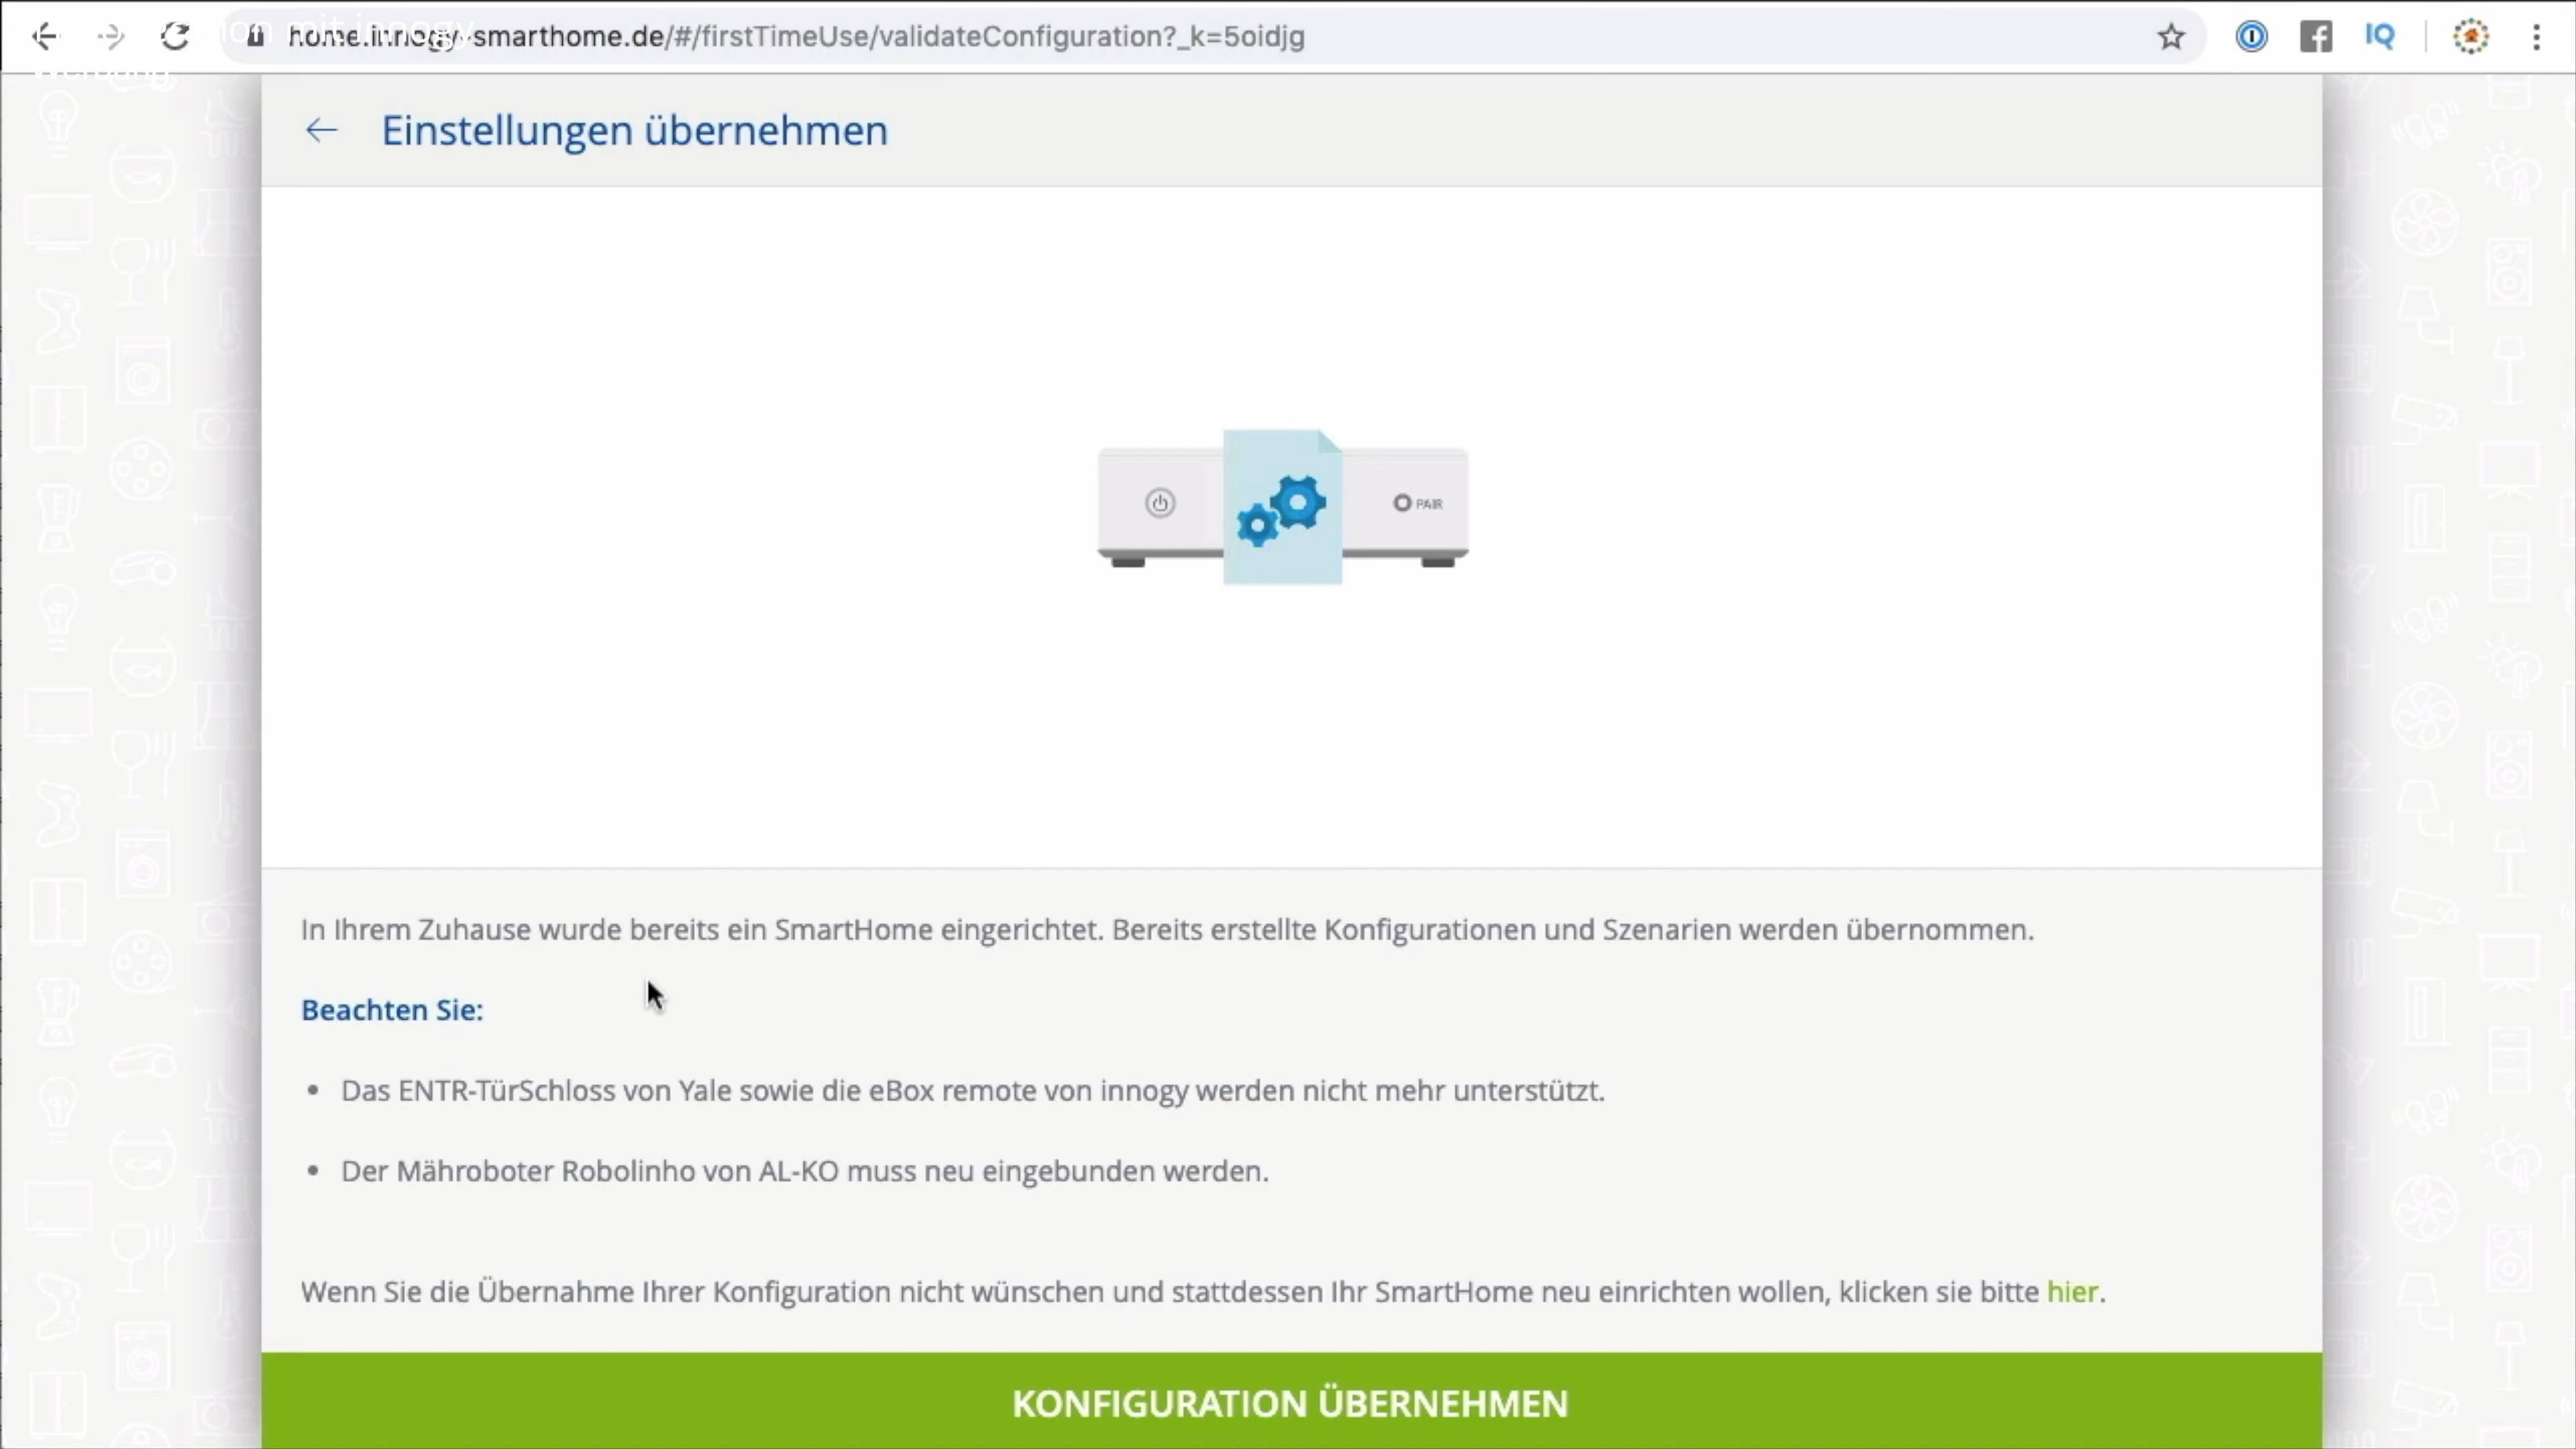 home.innogy-smarthome.de/#/firstTimeUse/validateConfiguration?_k=5oidjg
IQ
mit innogy
Werbung,
Einstellungen übernehmen
PAIR
In Ihrem Zuhause wurde bereits ein SmartHome eingerichtet. Bereits erstellte Konfigurationen und Szenarien werden übernommen.
Beachten Sie:
• Das ENTR-TürSchloss von Yale sowie die eBox remote von innogy werden nicht mehr unterstützt.
• Der Mähroboter Robolinho von AL-KO muss neu eingebunden werden.
Wenn Sie die Übernahme Ihrer Konfiguration nicht wünschen und stattdessen Ihr SmartHome neu einrichten wollen, klicken sie bitte hier.
KONFIGURATION ÜBERNEHMEN